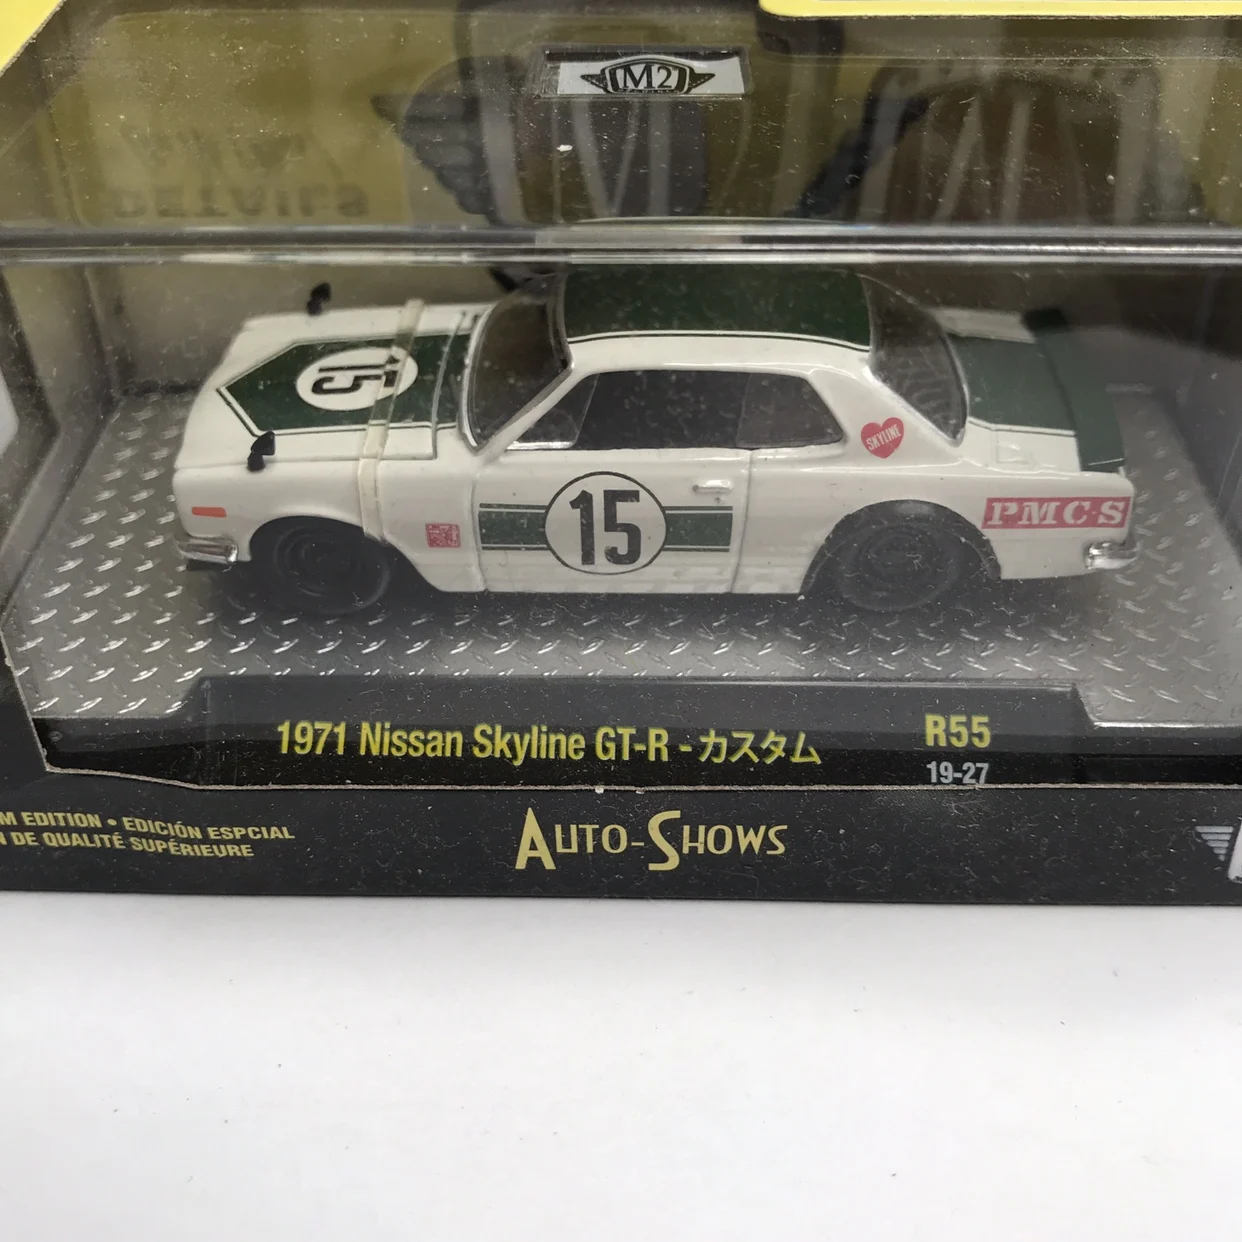 M2
DETAILS
15
SKYLINE
15
PMC·S
1971 Nissan Skyline GT-R - カスタム
R55
19-27
M EDITION • EDICIÓN ESPCIAL
N DE QUALITÉ SUPÉRIEURE
AUTO-SHOWS